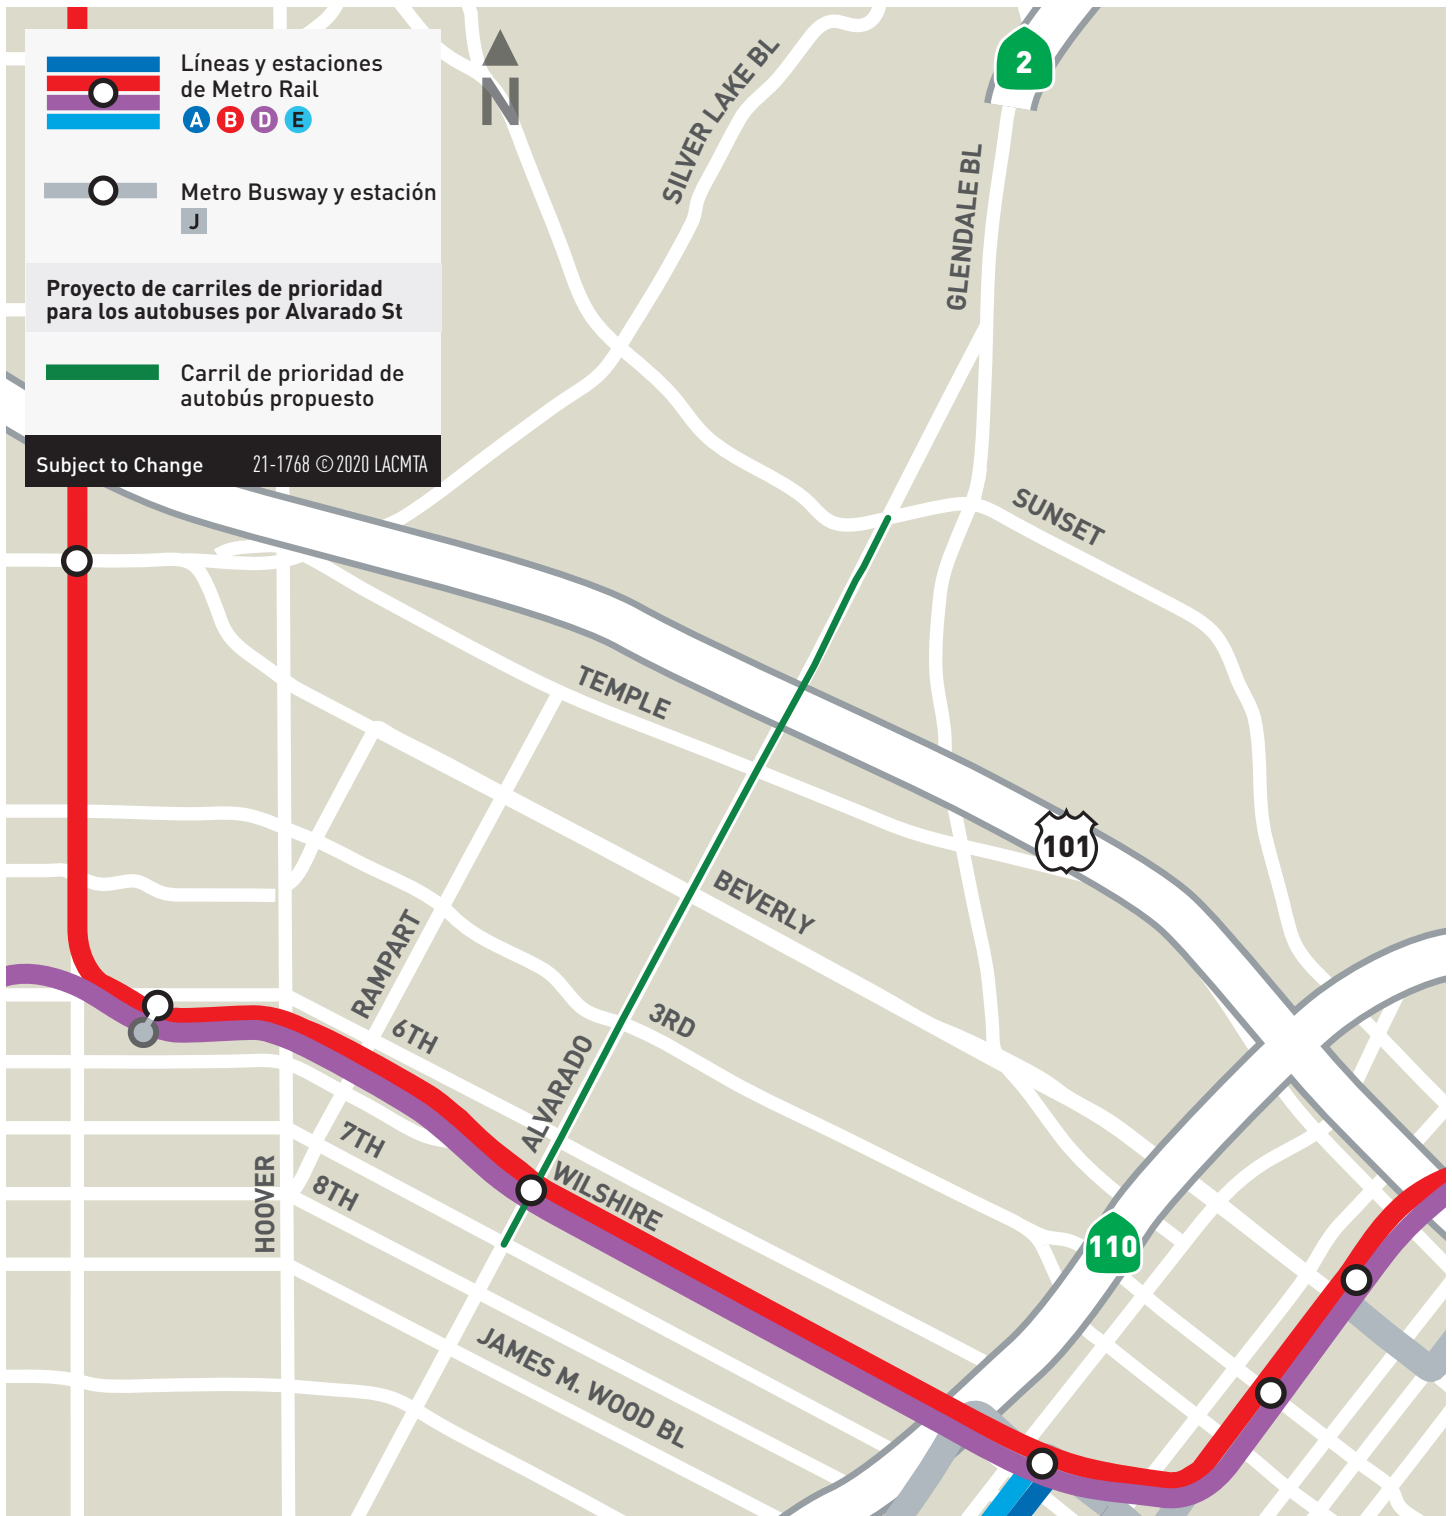 Líneas y estaciones
de Metro Rail
A B D E
Metro Busway y estación
J
Proyecto de carriles de prioridad
para los autobuses por Alvarado St
Carril de prioridad de
autobús propuesto
Subject to Change 21-1768 © 2020 LACMTA
N
SILVER LAKE BL
2
GLENDALE BL
SUNSET
TEMPLE
101
BEVERLY
RAMPART
3RD
6TH
ALVARADO
7TH
WILSHIRE
8TH
HOOVER
110
JAMES M. WOOD BL